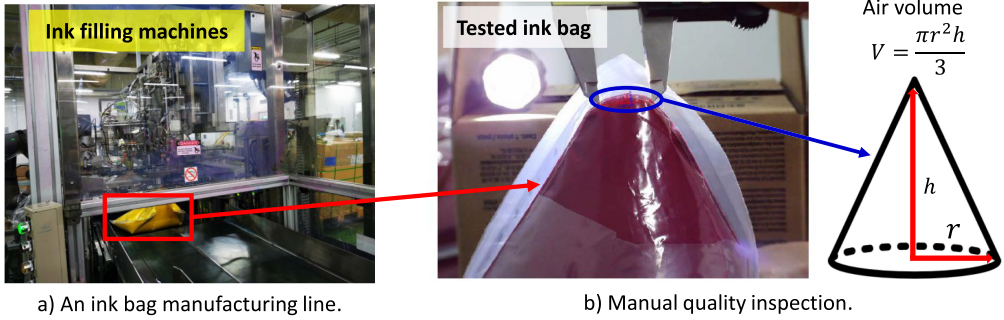 Ink filling machines
Tested ink bag
Air volume
V = πr²h / 3
h
r
a) An ink bag manufacturing line.
b) Manual quality inspection.